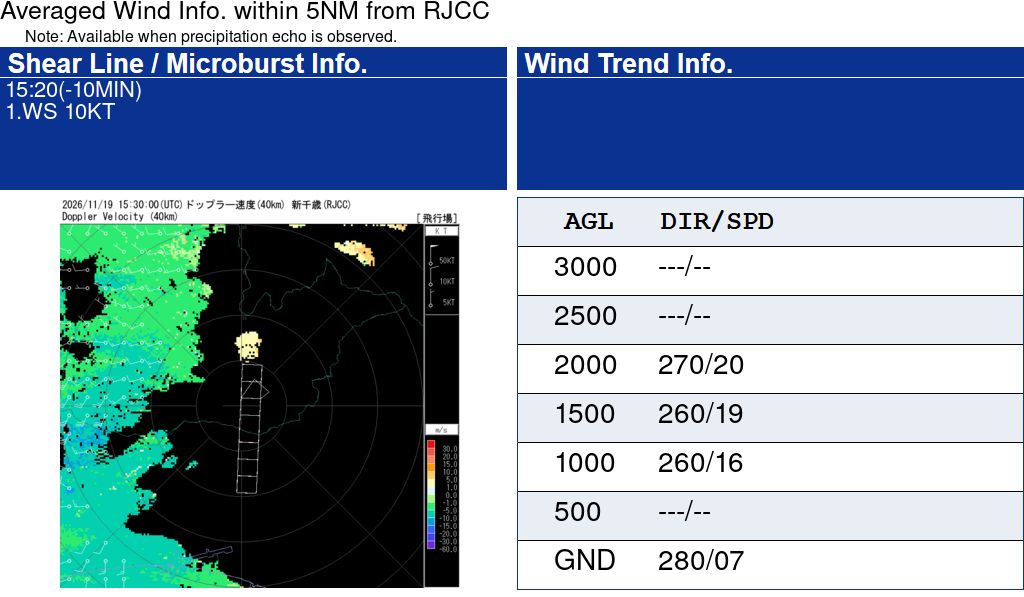 Averaged Wind Info. within 5NM from RJCC
Note: Available when precipitation echo is observed.
Shear Line / Microburst Info.
15:20(-10MIN)
1.WS 10KT
Wind Trend Info.
2026/11/19 15:30:00(UTC) ドップラー速度(40km) 新千歳(RJCC)
Doppler Velocity (40km)
[飛行場]
KT
50KT
10KT
5KT
m/s
30.0
20.0
15.0
10.0
5.0
1.0
0.0
-1.0
-5.0
-10.0
-15.0
-20.0
-30.0
-60.0
AGL DIR/SPD
3000 ---/--
2500 ---/--
2000 270/20
1500 260/19
1000 260/16
500 ---/--
GND 280/07